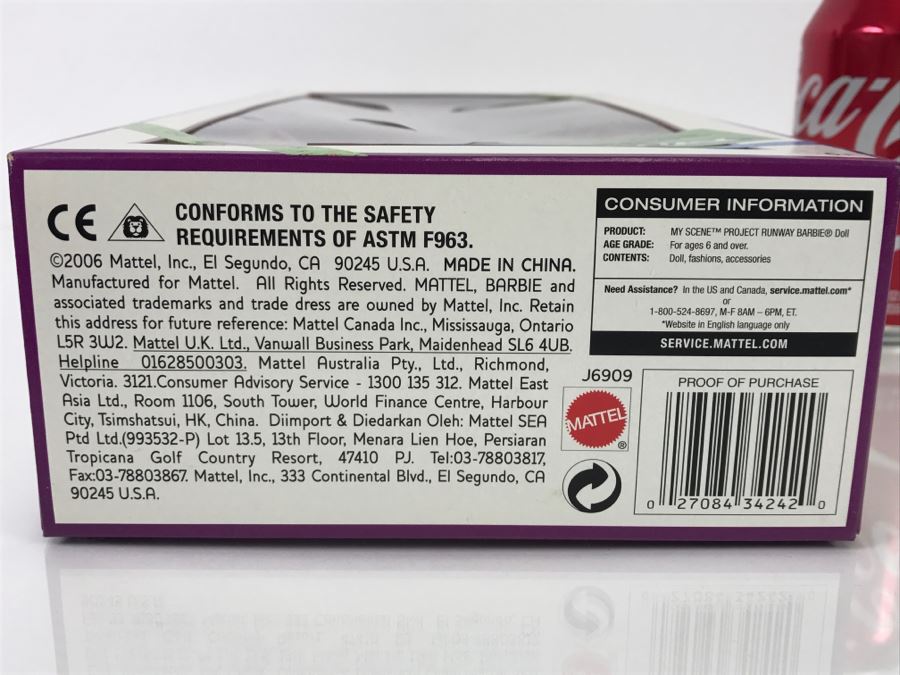 CE
CONFORMS TO THE SAFETY
REQUIREMENTS OF ASTM F963.
©2006 Mattel, Inc., El Segundo, CA 90245 U.S.A. MADE IN CHINA.
Manufactured for Mattel. All Rights Reserved. MATTEL, BARBIE and
associated trademarks and trade dress are owned by Mattel, Inc. Retain
this address for future reference: Mattel Canada Inc., Mississauga, Ontario
L5R 3W2. Mattel U.K. Ltd., Vanwall Business Park, Maidenhead SL6 4UB.
Helpline 01628500303. Mattel Australia Pty., Ltd., Richmond,
Victoria. 3121.Consumer Advisory Service - 1300 135 312. Mattel East
Asia Ltd., Room 1106, South Tower, World Finance Centre, Harbour
City, Tsimshatsui, HK, China. Diimport & Diedarkan Oleh: Mattel SEA
Ptd Ltd.(993532-P) Lot 13.5, 13th Floor, Menara Lien Hoe, Persiaran
Tropicana Golf Country Resort, 47410 PJ. Tel:03-78803817,
Fax:03-78803867. Mattel, Inc., 333 Continental Blvd., El Segundo, CA
90245 U.S.A.
CONSUMER INFORMATION
PRODUCT: MY SCENE™ PROJECT RUNWAY BARBIE® Doll
AGE GRADE: For ages 6 and over.
CONTENTS: Doll, fashions, accessories
Need Assistance? In the US and Canada, service.mattel.com*
or
1-800-524-8697, M-F 8AM – 6PM, ET.
*Website in English language only
SERVICE.MATTEL.COM
J6909
MATTEL
®
PROOF OF PURCHASE
0 27084 34242 0
ca-C